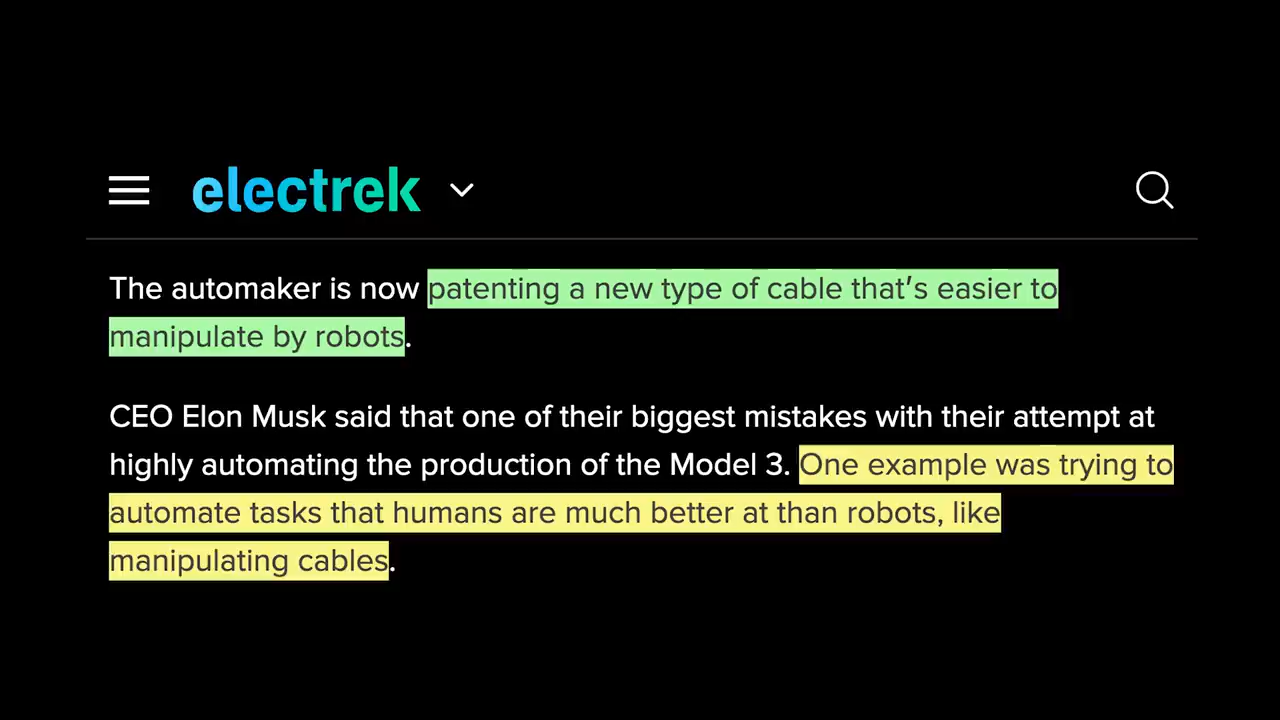 electrek
The automaker is now patenting a new type of cable that's easier to
manipulate by robots.
CEO Elon Musk said that one of their biggest mistakes with their attempt at
highly automating the production of the Model 3. One example was trying to
automate tasks that humans are much better at than robots, like
manipulating cables.